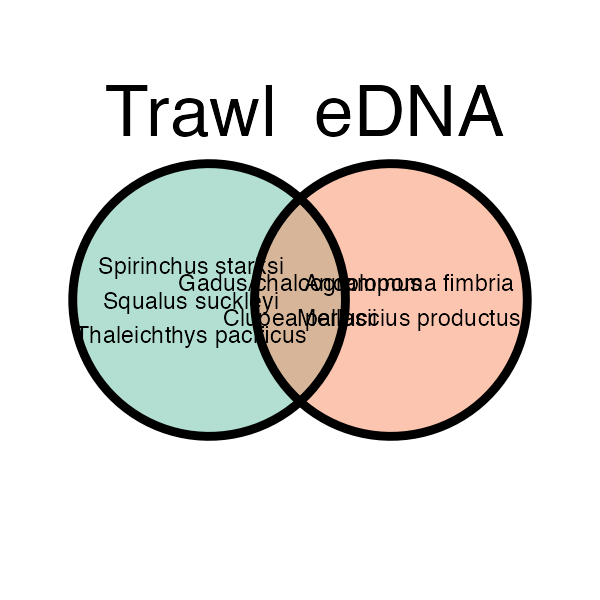 Trawl eDNA
Spirinchus starksi
Squalus suckleyi
Thaleichthys pacificus
Gadus chalcogrammus
Clupea pallasii
Anoplopoma fimbria
Merluccius productus